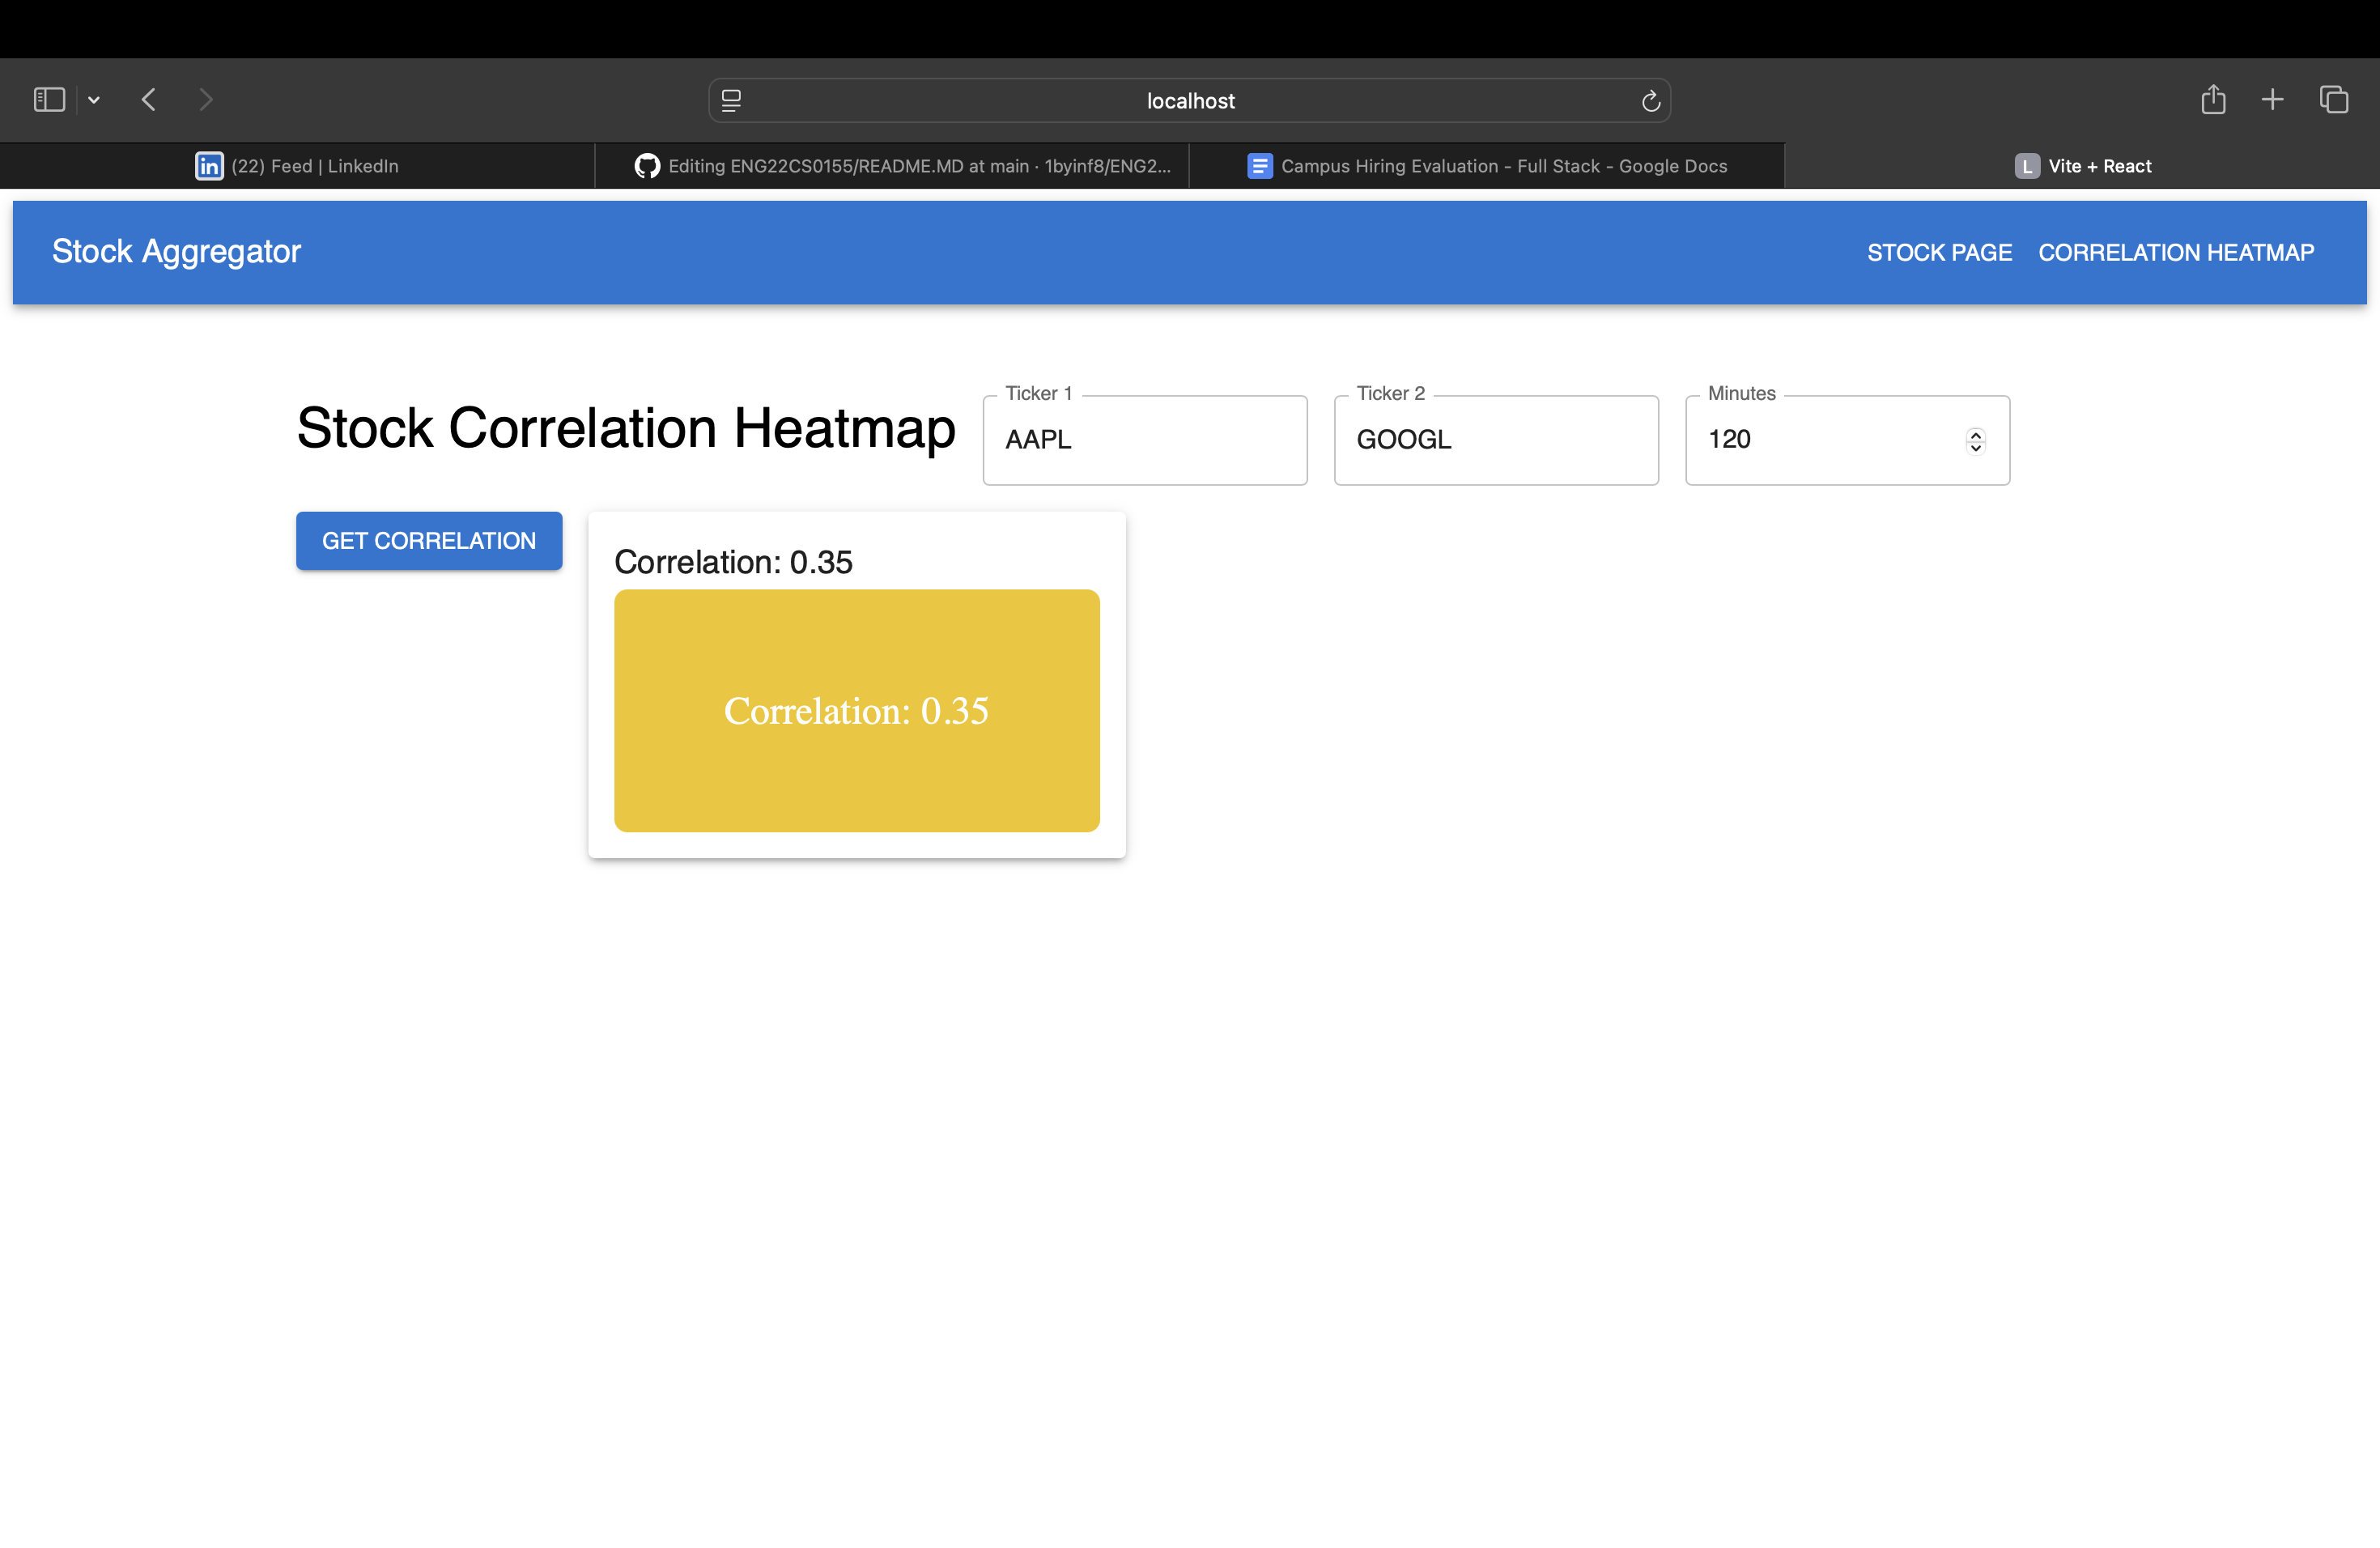 localhost
in (22) Feed | LinkedIn
Editing ENG22CS0155/README.MD at main · 1byinf8/ENG2...
Campus Hiring Evaluation - Full Stack - Google Docs
L Vite + React
Stock Aggregator
STOCK PAGE CORRELATION HEATMAP
Stock Correlation Heatmap
Ticker 1
AAPL
Ticker 2
GOOGL
Minutes
120
GET CORRELATION
Correlation: 0.35
Correlation: 0.35